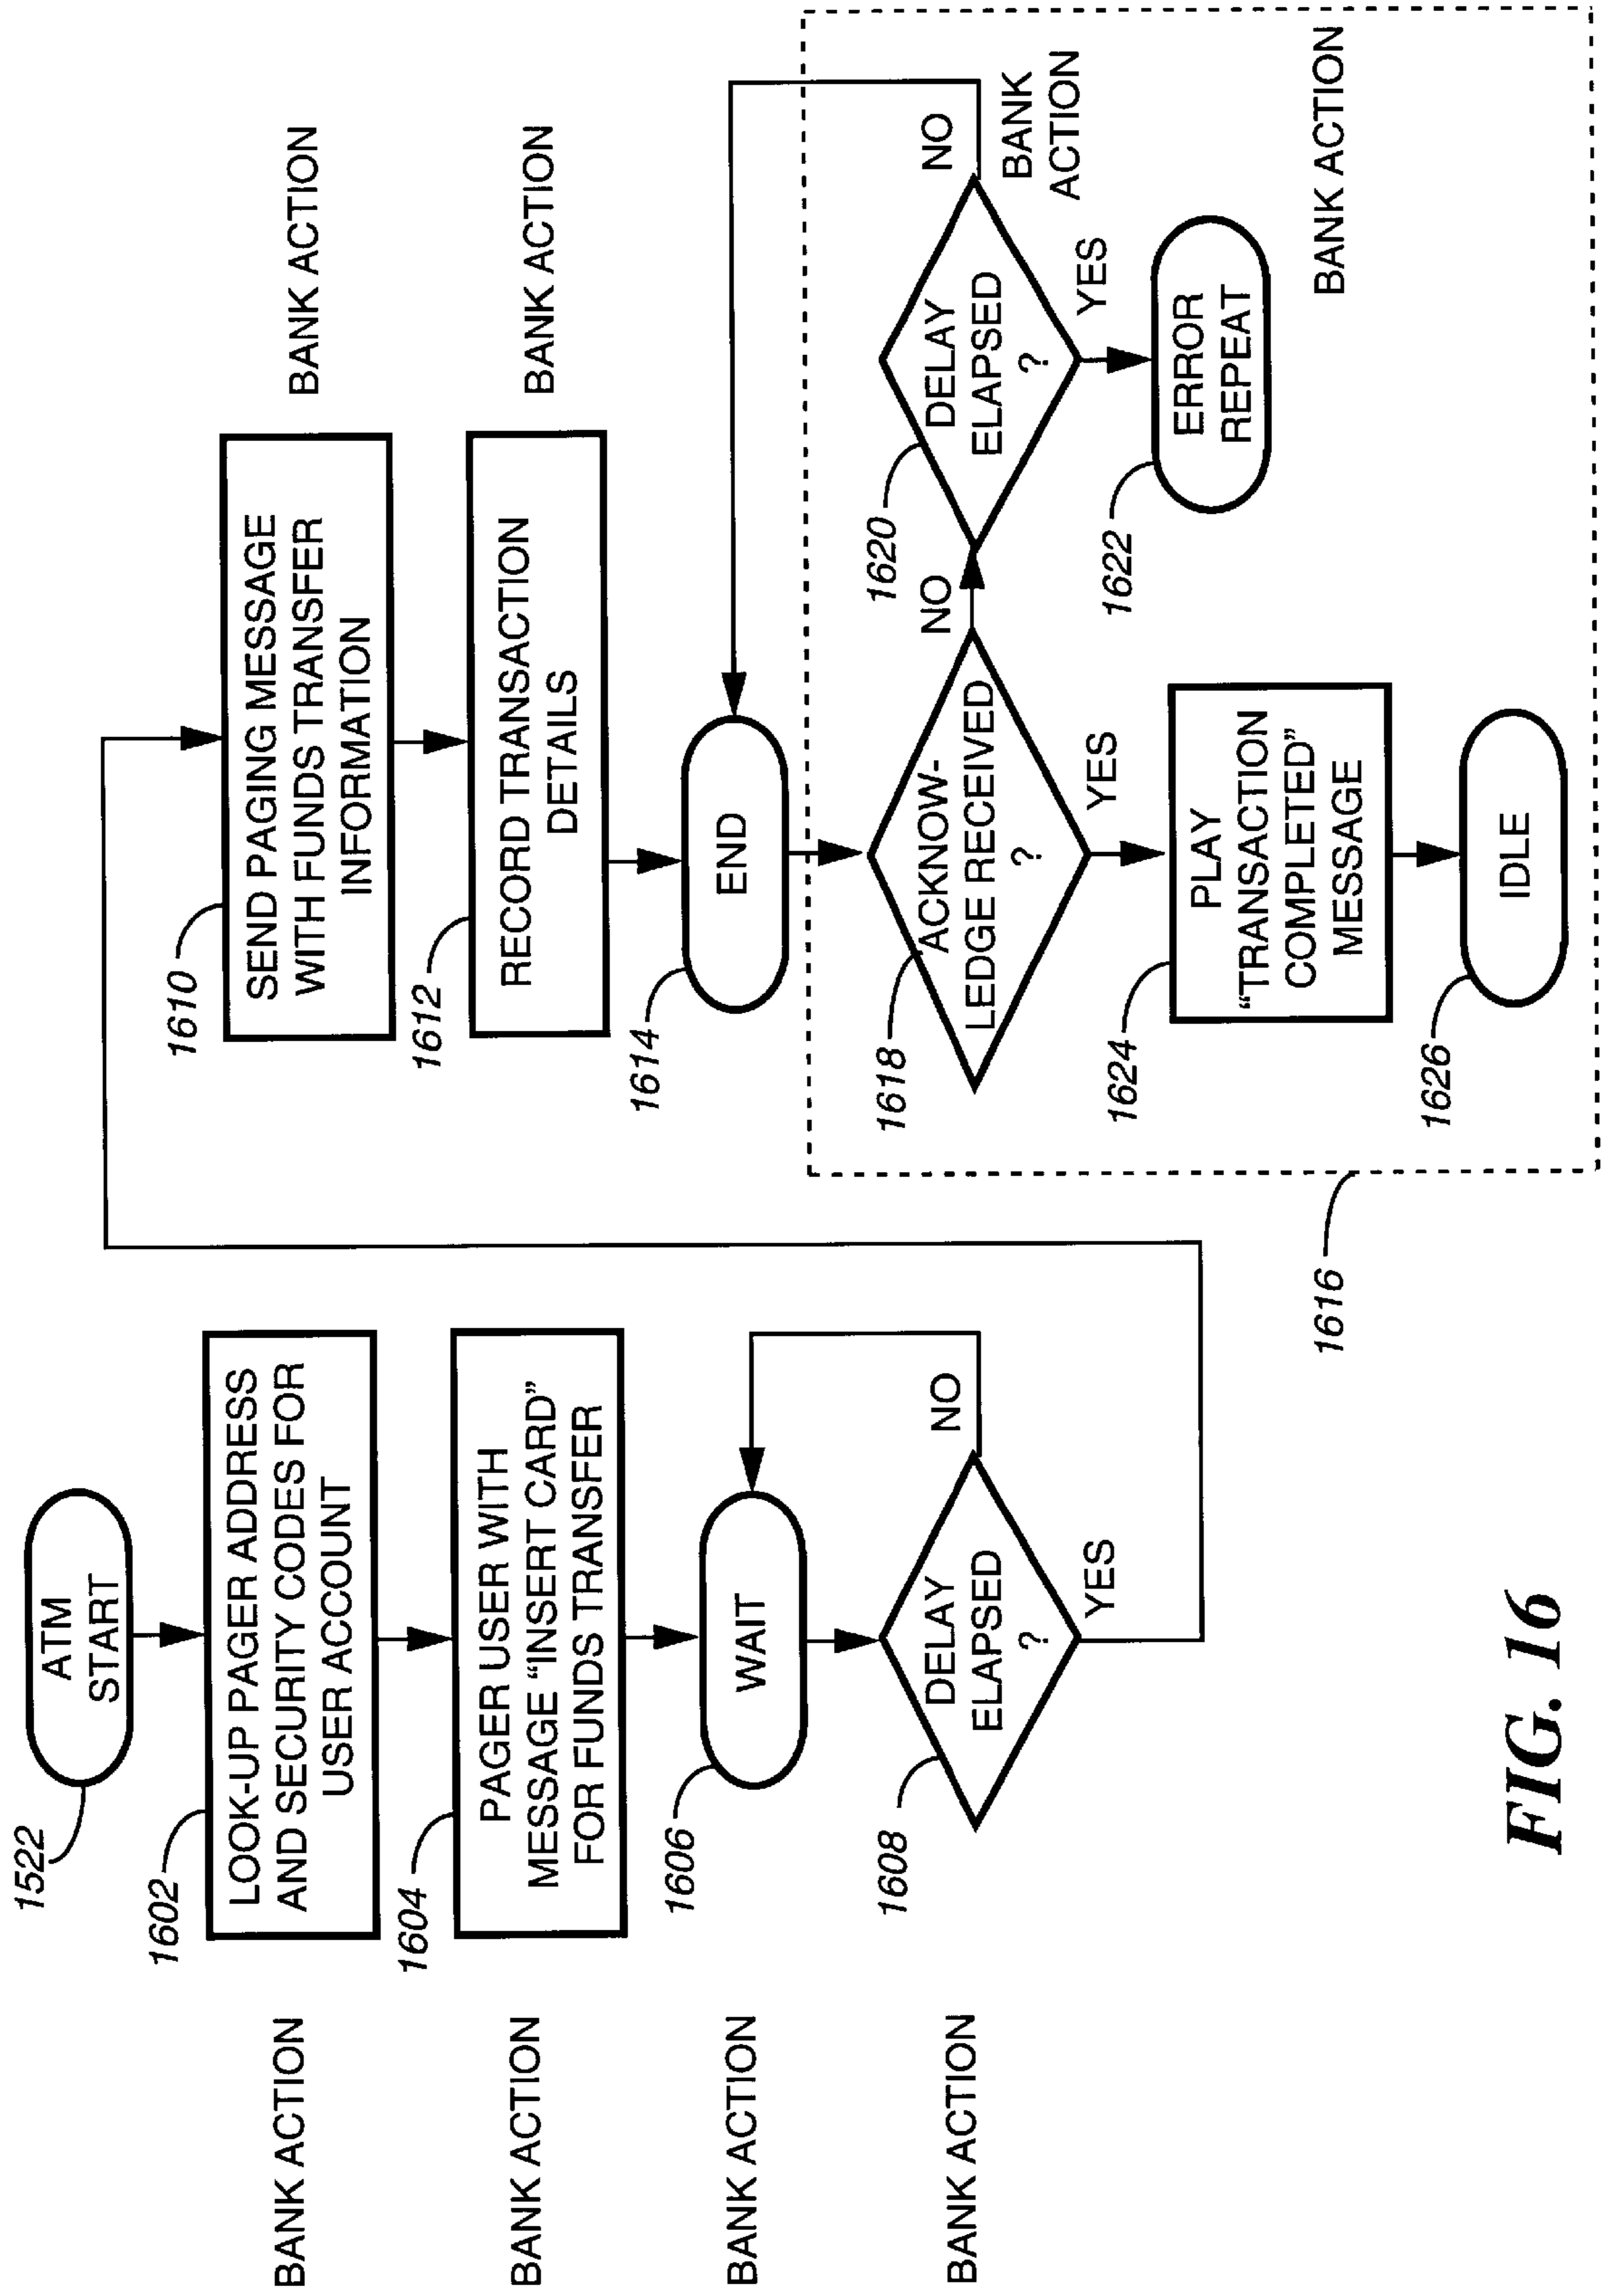 1522
ATM
START
BANK ACTION
1602
LOOK-UP PAGER ADDRESS
AND SECURITY CODES FOR
USER ACCOUNT
BANK ACTION
1604
PAGER USER WITH
MESSAGE “INSERT CARD”
FOR FUNDS TRANSFER
BANK ACTION
1606
WAIT
BANK ACTION
1608
DELAY
ELAPSED
?
NO
YES
1610
SEND PAGING MESSAGE
WITH FUNDS TRANSFER
INFORMATION
BANK ACTION
1612
RECORD TRANSACTION
DETAILS
BANK ACTION
1614
END
1618
ACKNOW-
LEDGE RECEIVED
?
NO
YES
1620
DELAY
ELAPSED
?
NO
BANK
ACTION
YES
1622
ERROR
REPEAT
1624
PLAY
“TRANSACTION
COMPLETED”
MESSAGE
BANK ACTION
1626
IDLE
1616
FIG. 16